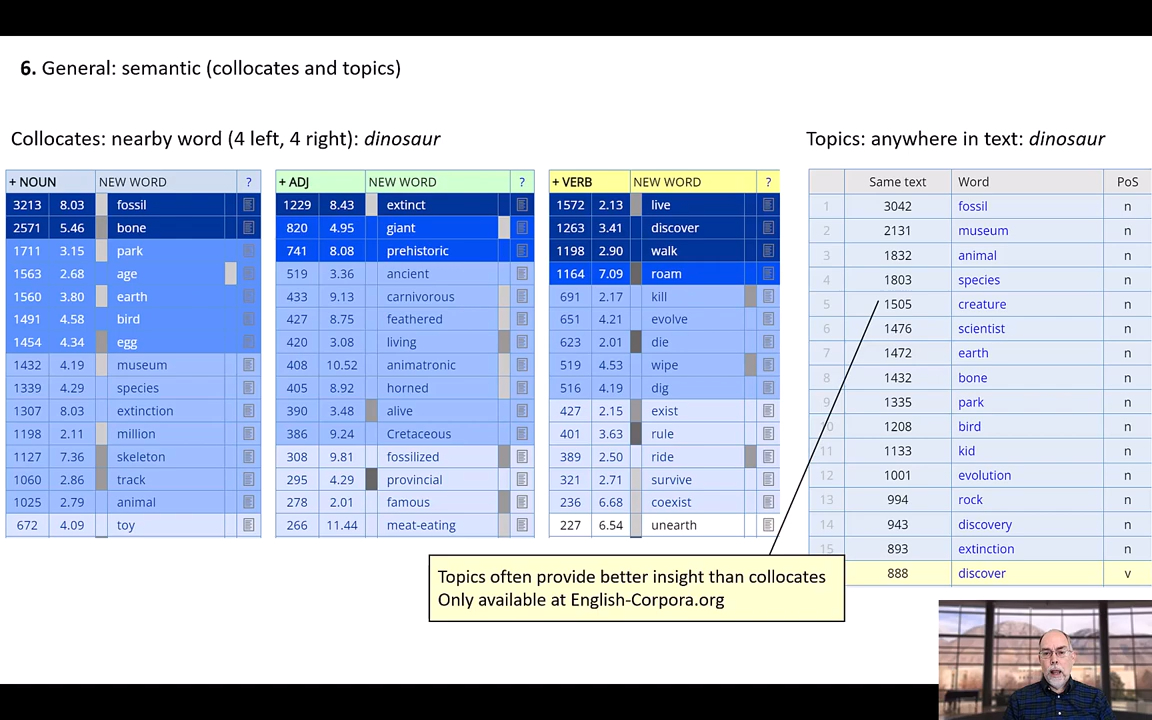 6. General: semantic (collocates and topics)
Collocates: nearby word (4 left, 4 right): dinosaur
+ NOUN NEW WORD ?
3213 8.03 fossil
2571 5.46 bone
1711 3.15 park
1563 2.68 age
1560 3.80 earth
1491 4.58 bird
1454 4.34 egg
1432 4.19 museum
1339 4.29 species
1307 8.03 extinction
1198 2.11 million
1127 7.36 skeleton
1060 2.86 track
1025 2.79 animal
672 4.09 toy
+ ADJ NEW WORD ?
1229 8.43 extinct
820 4.95 giant
741 8.08 prehistoric
519 3.36 ancient
433 9.13 carnivorous
427 8.75 feathered
420 3.08 living
408 10.52 animatronic
405 8.92 horned
390 3.48 alive
386 9.24 Cretaceous
308 9.81 fossilized
295 4.29 provincial
278 2.01 famous
266 11.44 meat-eating
+ VERB NEW WORD ?
1572 2.13 live
1263 3.41 discover
1198 2.90 walk
1164 7.09 roam
691 2.17 kill
651 4.21 evolve
623 2.01 die
519 4.53 wipe
516 4.19 dig
427 2.15 exist
401 3.63 rule
389 2.50 ride
321 2.71 survive
236 6.68 coexist
227 6.54 unearth
Topics: anywhere in text: dinosaur
Same text Word PoS
1 3042 fossil n
2 2131 museum n
3 1832 animal n
4 1803 species n
5 1505 creature n
6 1476 scientist n
7 1472 earth n
8 1432 bone n
9 1335 park n
10 1208 bird n
11 1133 kid n
12 1001 evolution n
13 994 rock n
14 943 discovery n
15 893 extinction n
888 discover v
Topics often provide better insight than collocates
Only available at English-Corpora.org